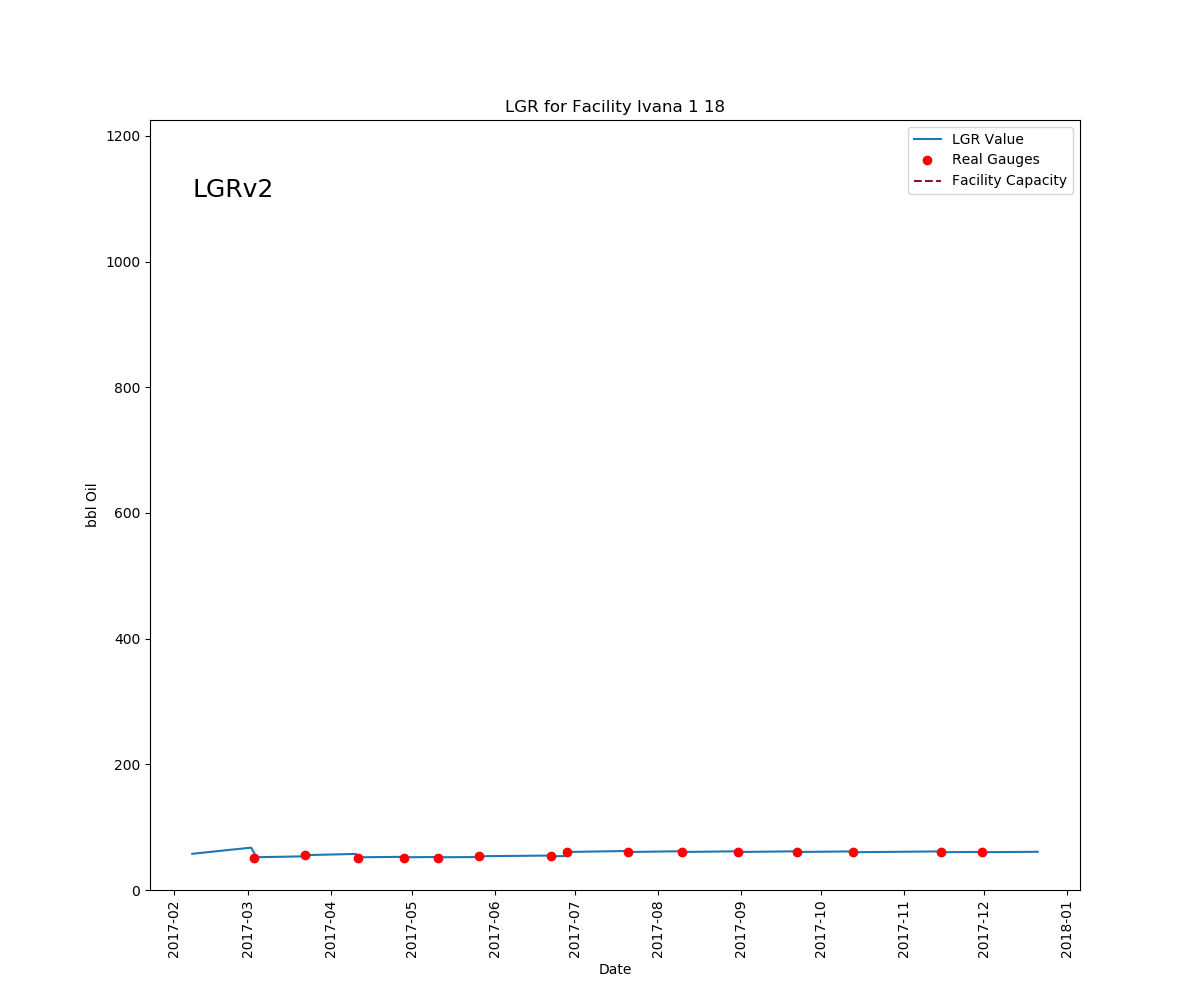 LGR for Facility Ivana 1 18
LGRv2
LGR Value
Real Gauges
Facility Capacity
bbl Oil
1200
1000
800
600
400
200
0
2017-02
2017-03
2017-04
2017-05
2017-06
2017-07
2017-08
2017-09
2017-10
2017-11
2017-12
2018-01
Date